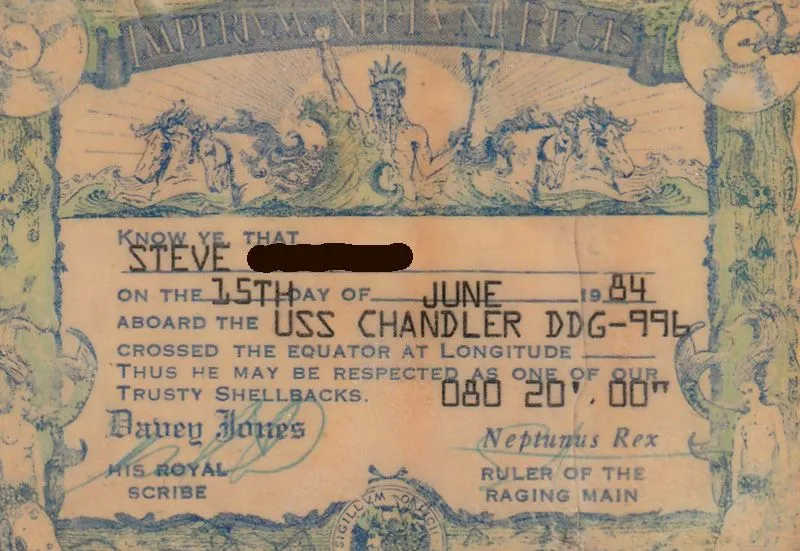 IMPERIVM NEPTVNI REGIS
KNOW YE THAT
STEVE
ON THE 15TH DAY OF JUNE 1984
ABOARD THE USS CHANDLER DDG-996
CROSSED THE EQUATOR AT LONGITUDE
THUS HE MAY BE RESPECTED AS ONE OF OUR
TRUSTY SHELLBACKS. 080 20'. 00"
Davey Jones
HIS ROYAL
SCRIBE
Neptunus Rex
RULER OF THE
RAGING MAIN
SIGILLVM